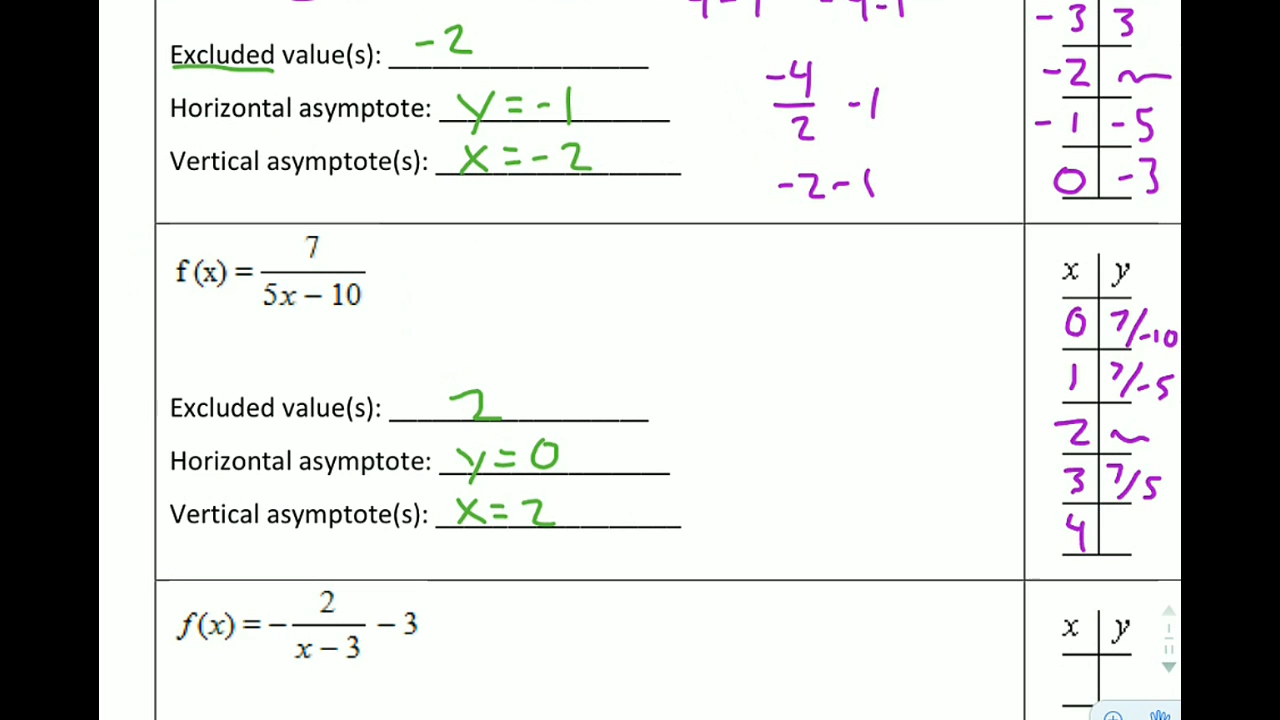 Excluded value(s): -2
Horizontal asymptote: y = -1
Vertical asymptote(s): x = -2
-4
2
-1
-2 -1
-3 3
-2 ~
-1 -5
0 -3
f (x) =
7
5x − 10
Excluded value(s): 2
Horizontal asymptote: y = 0
Vertical asymptote(s): x = 2
x y
0 7/-10
1 7/-5
2 ~
3 7/5
4
f(x) = −
2
x − 3
− 3
x y